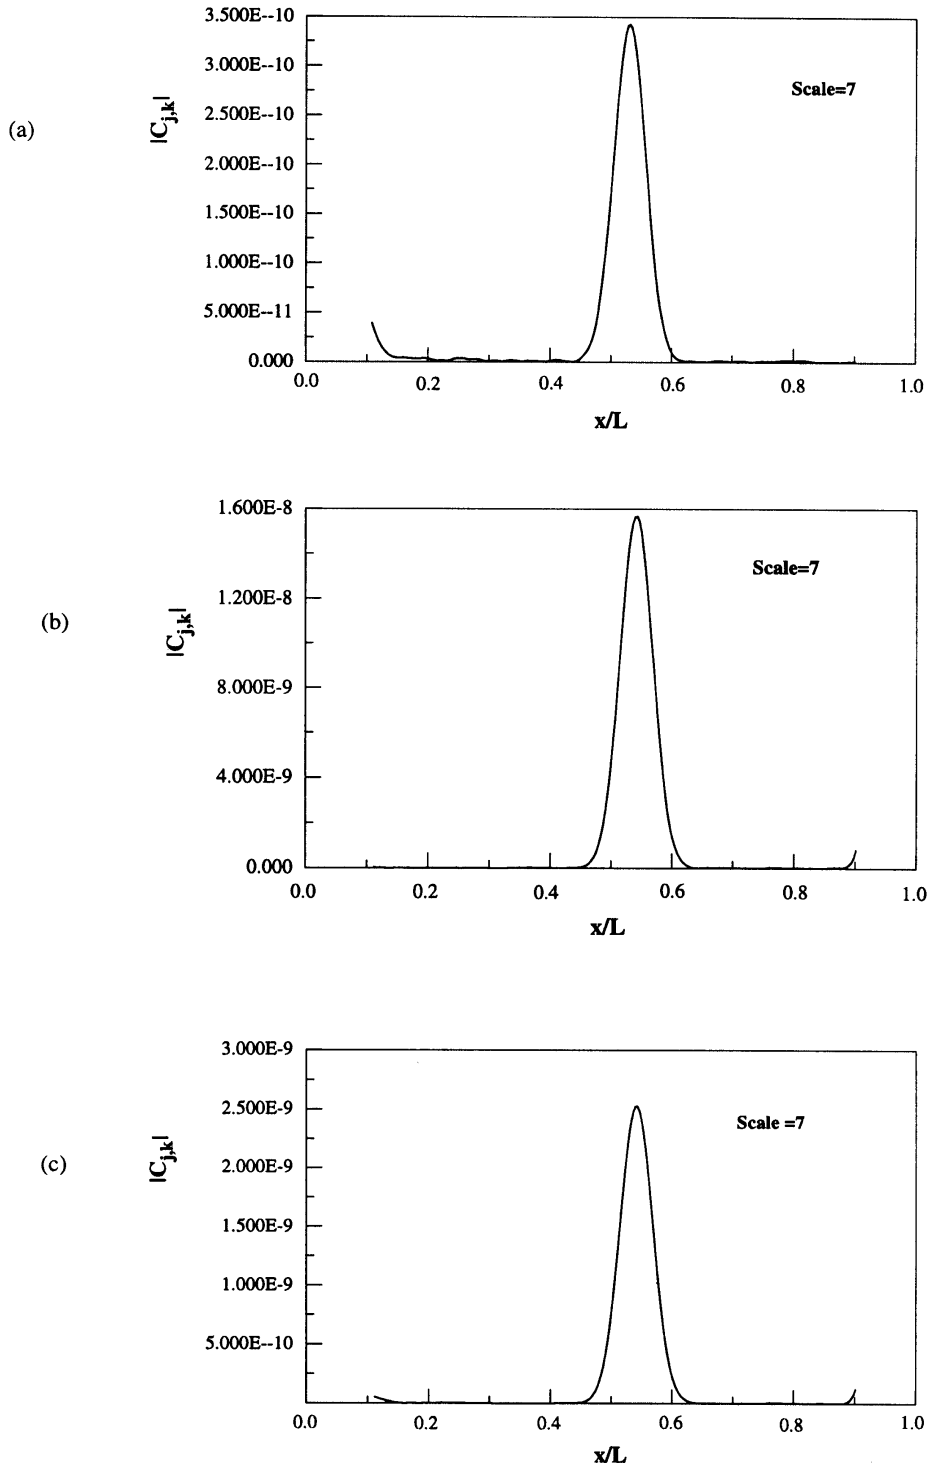 (a)
|C_{j,k}|
3.500E--10
3.000E--10
2.500E--10
2.000E--10
1.500E--10
1.000E--10
5.000E--11
0.000
Scale=7
0.0 0.2 0.4 0.6 0.8 1.0
x/L
(b)
|C_{j,k}|
1.600E-8
1.200E-8
8.000E-9
4.000E-9
0.000
Scale=7
0.0 0.2 0.4 0.6 0.8 1.0
x/L
(c)
|C_{j,k}|
3.000E-9
2.500E-9
2.000E-9
1.500E-9
1.000E-9
5.000E--10
Scale =7
0.0 0.2 0.4 0.6 0.8 1.0
x/L